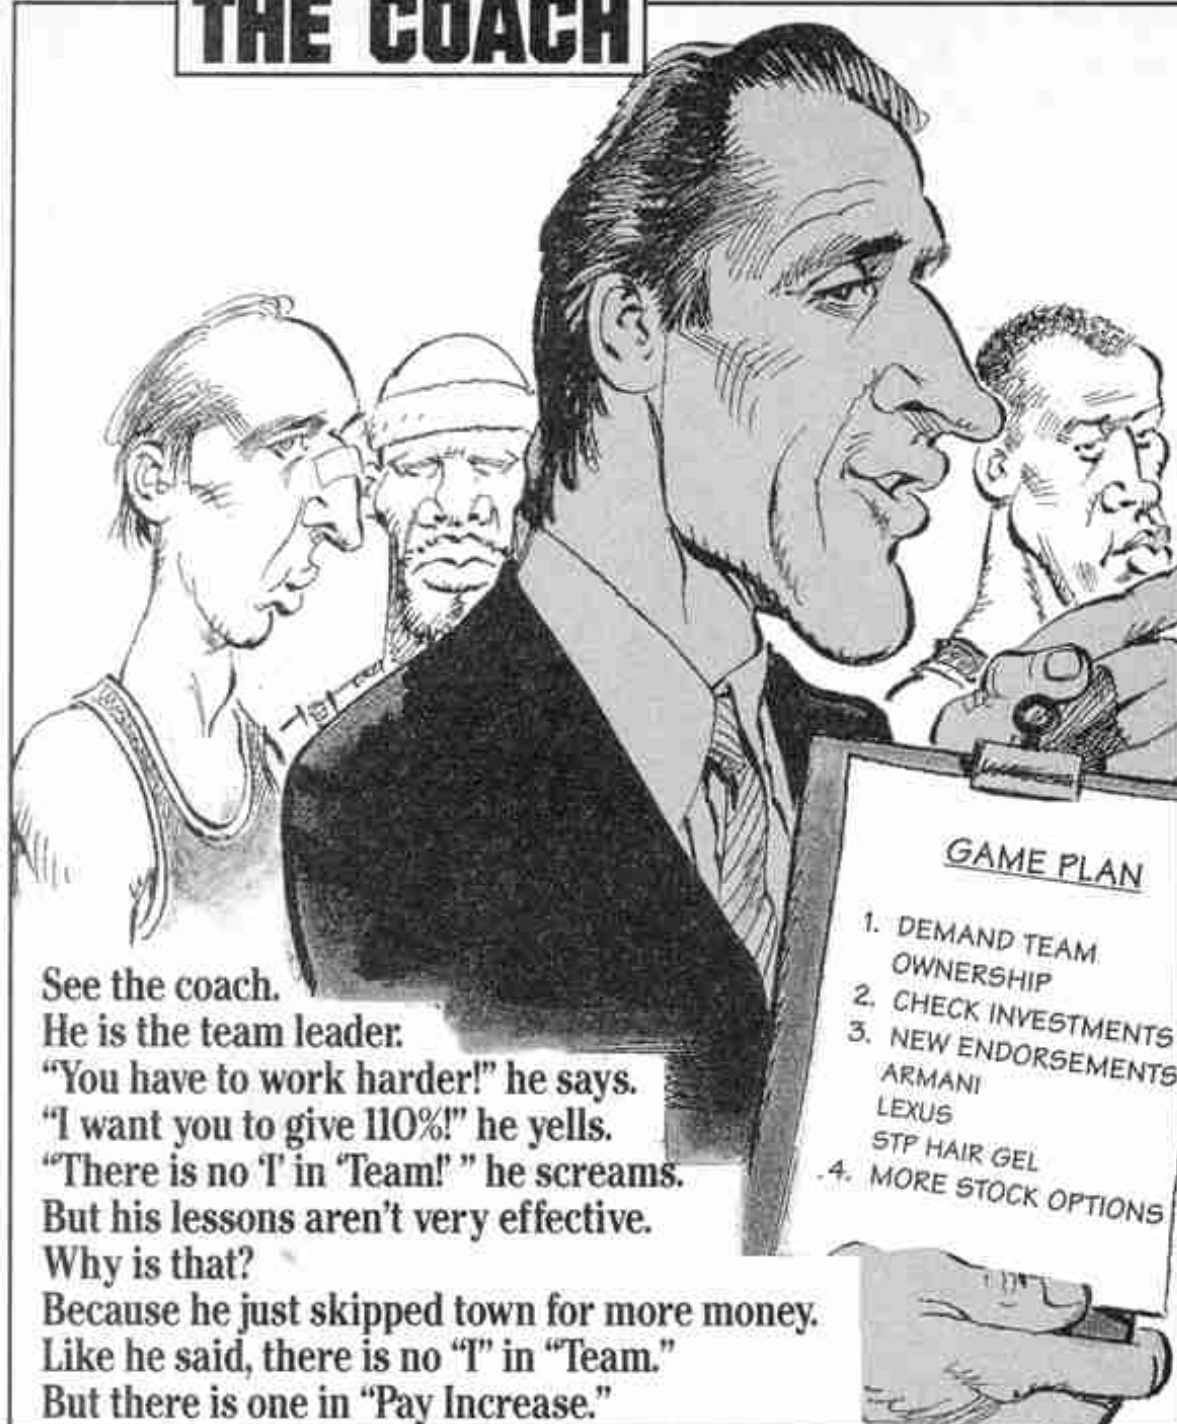 THE COACH
GAME PLAN
1. DEMAND TEAM
OWNERSHIP
2. CHECK INVESTMENTS
3. NEW ENDORSEMENTS
ARMANI
LEXUS
STP HAIR GEL
4. MORE STOCK OPTIONS
See the coach.
He is the team leader.
“You have to work harder!” he says.
“I want you to give 110%!” he yells.
“There is no ‘I’ in ‘Team!’ ” he screams.
But his lessons aren’t very effective.
Why is that?
Because he just skipped town for more money.
Like he said, there is no “I” in “Team.”
But there is one in “Pay Increase.”